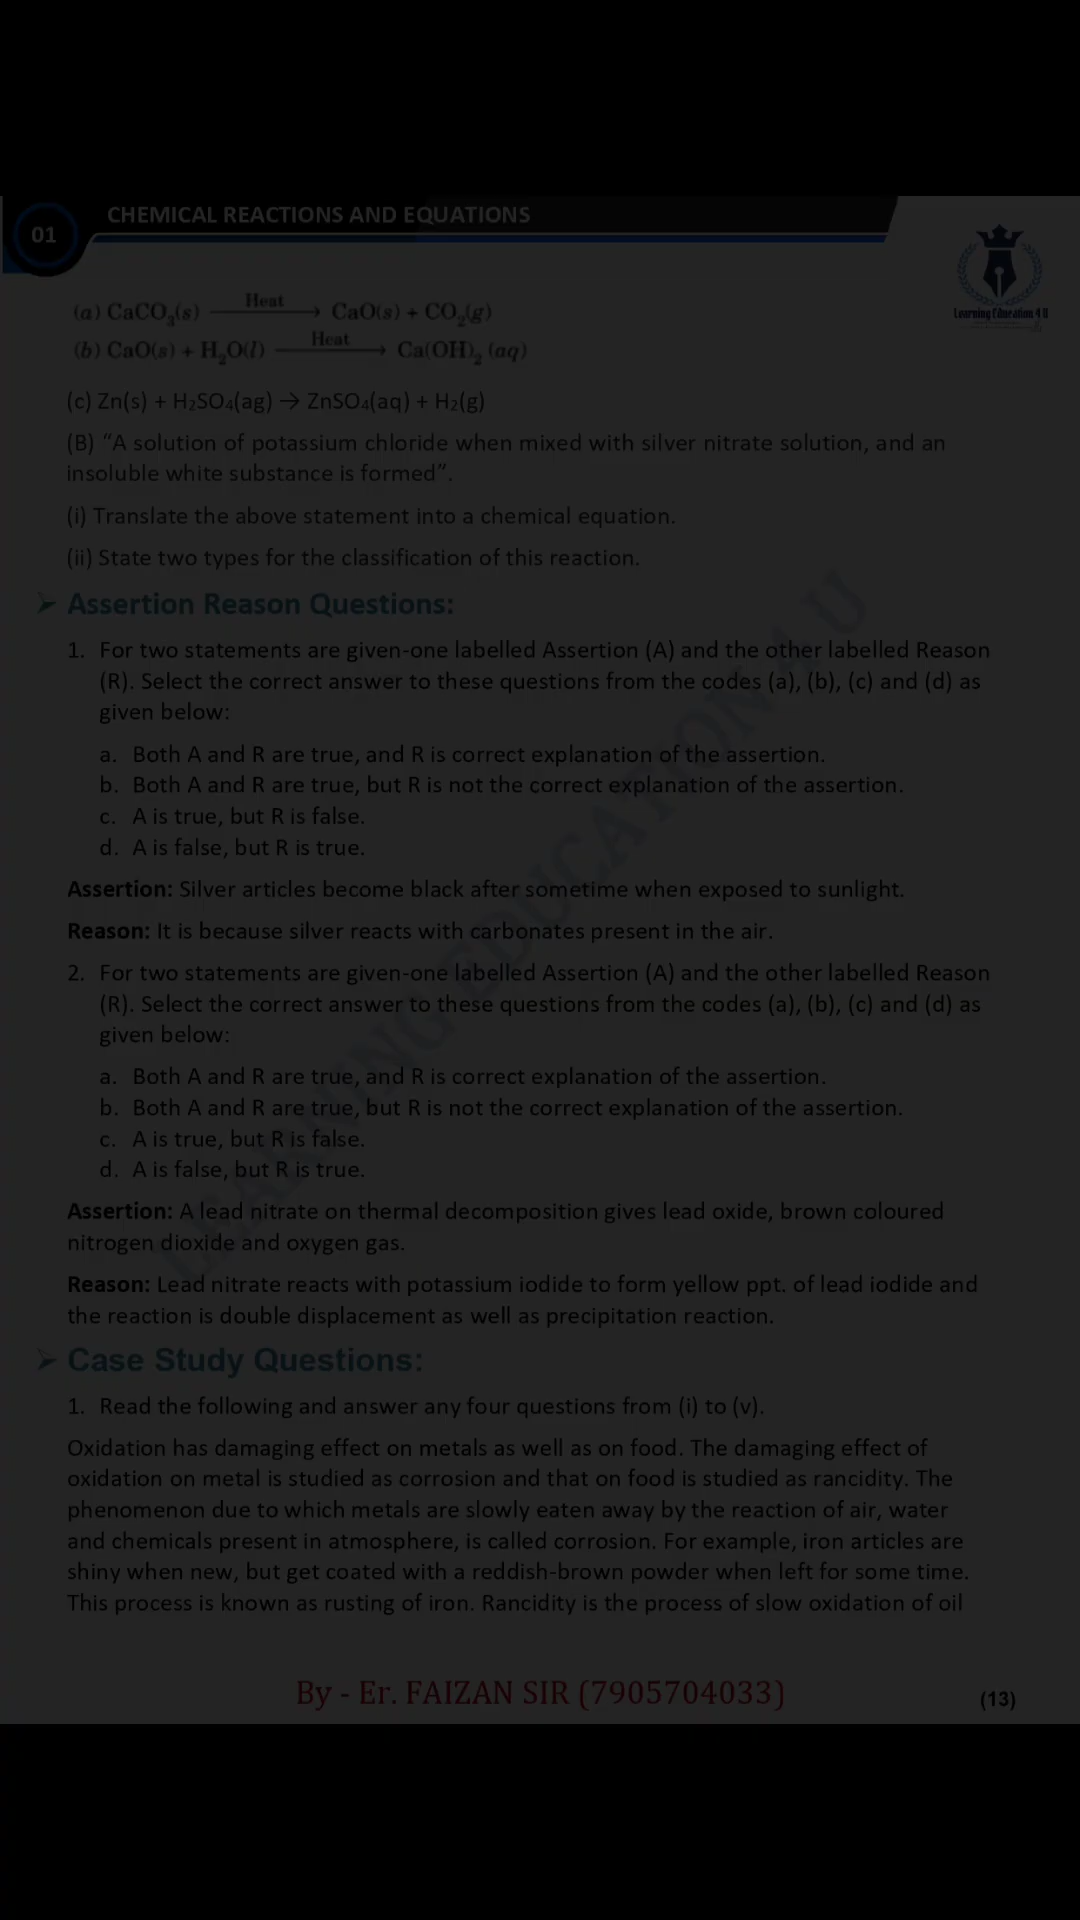 CHEMICAL REACTIONS AND EQUATIONS
01
Learning Education 4 U
(a) CaCO₃(s) —Heat→ CaO(s) + CO₂(g)
(b) CaO(s) + H₂O(l) —Heat→ Ca(OH)₂ (aq)
(c) Zn(s) + H₂SO₄(ag) → ZnSO₄(aq) + H₂(g)
(B) “A solution of potassium chloride when mixed with silver nitrate solution, and an
insoluble white substance is formed”.
(i) Translate the above statement into a chemical equation.
(ii) State two types for the classification of this reaction.
➢ Assertion Reason Questions:
1. For two statements are given-one labelled Assertion (A) and the other labelled Reason
(R). Select the correct answer to these questions from the codes (a), (b), (c) and (d) as
given below:
a. Both A and R are true, and R is correct explanation of the assertion.
b. Both A and R are true, but R is not the correct explanation of the assertion.
c. A is true, but R is false.
d. A is false, but R is true.
Assertion: Silver articles become black after sometime when exposed to sunlight.
Reason: It is because silver reacts with carbonates present in the air.
2. For two statements are given-one labelled Assertion (A) and the other labelled Reason
(R). Select the correct answer to these questions from the codes (a), (b), (c) and (d) as
given below:
a. Both A and R are true, and R is correct explanation of the assertion.
b. Both A and R are true, but R is not the correct explanation of the assertion.
c. A is true, but R is false.
d. A is false, but R is true.
Assertion: A lead nitrate on thermal decomposition gives lead oxide, brown coloured
nitrogen dioxide and oxygen gas.
Reason: Lead nitrate reacts with potassium iodide to form yellow ppt. of lead iodide and
the reaction is double displacement as well as precipitation reaction.
➢ Case Study Questions:
1. Read the following and answer any four questions from (i) to (v).
Oxidation has damaging effect on metals as well as on food. The damaging effect of
oxidation on metal is studied as corrosion and that on food is studied as rancidity. The
phenomenon due to which metals are slowly eaten away by the reaction of air, water
and chemicals present in atmosphere, is called corrosion. For example, iron articles are
shiny when new, but get coated with a reddish-brown powder when left for some time.
This process is known as rusting of iron. Rancidity is the process of slow oxidation of oil
LEARNING EDUCATION 4 U
By - Er. FAIZAN SIR (7905704033)
(13)